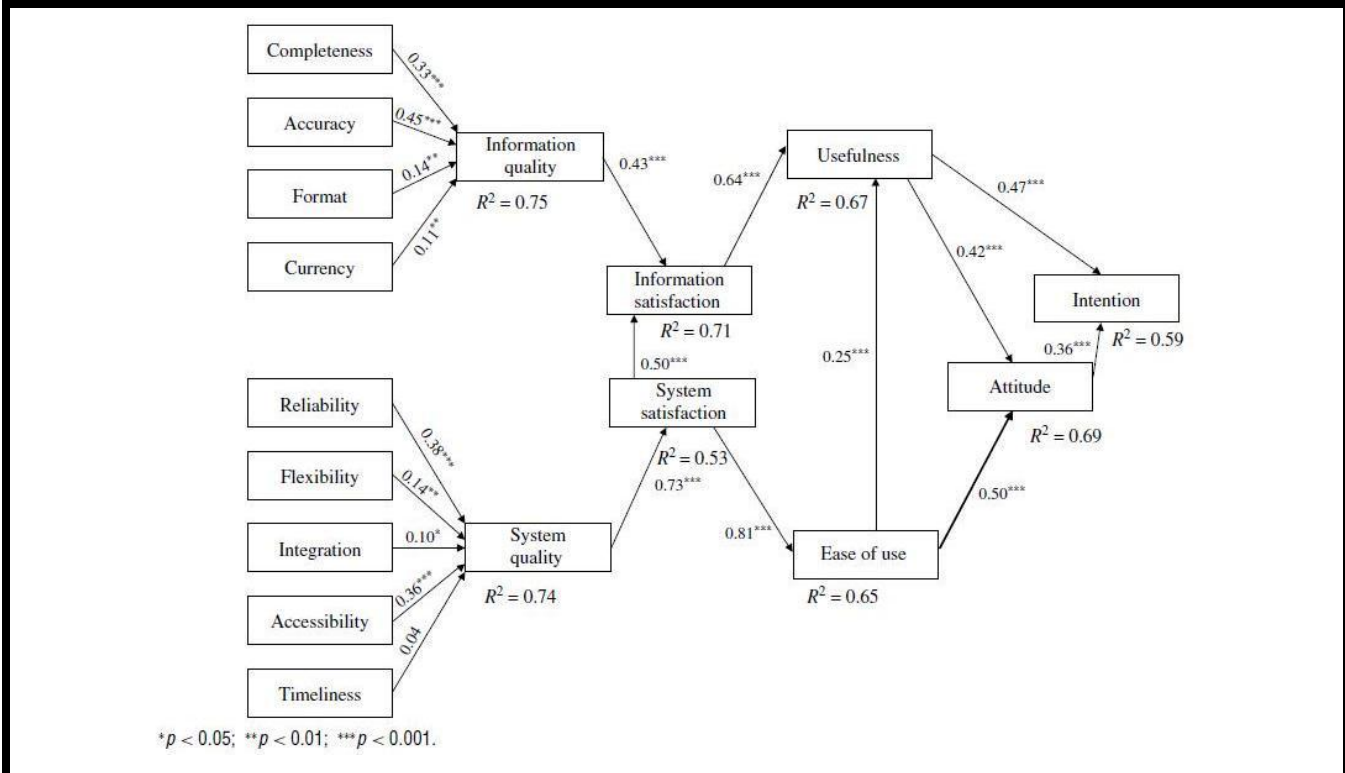 Completeness
0.33***
Accuracy
0.45***
Format
0.14**
Currency
0.11**
Information
quality
R² = 0.75
0.43***
Information
satisfaction
R² = 0.71
0.64***
Usefulness
R² = 0.67
0.47***
0.42***
Intention
R² = 0.59
0.36***
0.25***
Attitude
R² = 0.69
0.50***
System
satisfaction
R² = 0.53
0.73***
0.81***
0.50***
Ease of use
R² = 0.65
Reliability
0.38***
Flexibility
0.14**
Integration
0.10*
Accessibility
0.36***
Timeliness
0.04
System
quality
R² = 0.74
*p < 0.05; **p < 0.01; ***p < 0.001.